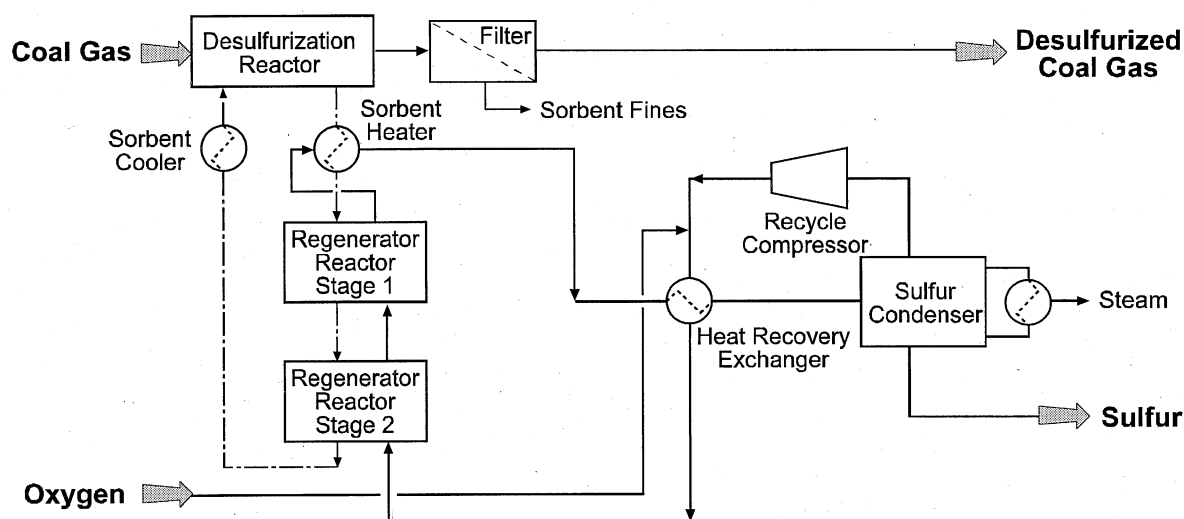 Coal Gas
Desulfurization
Reactor
Filter
Desulfurized
Coal Gas
Sorbent Fines
Sorbent
Heater
Sorbent
Cooler
Recycle
Compressor
Regenerator
Reactor
Stage 1
Sulfur
Condenser
Steam
Heat Recovery
Exchanger
Regenerator
Reactor
Stage 2
Sulfur
Oxygen